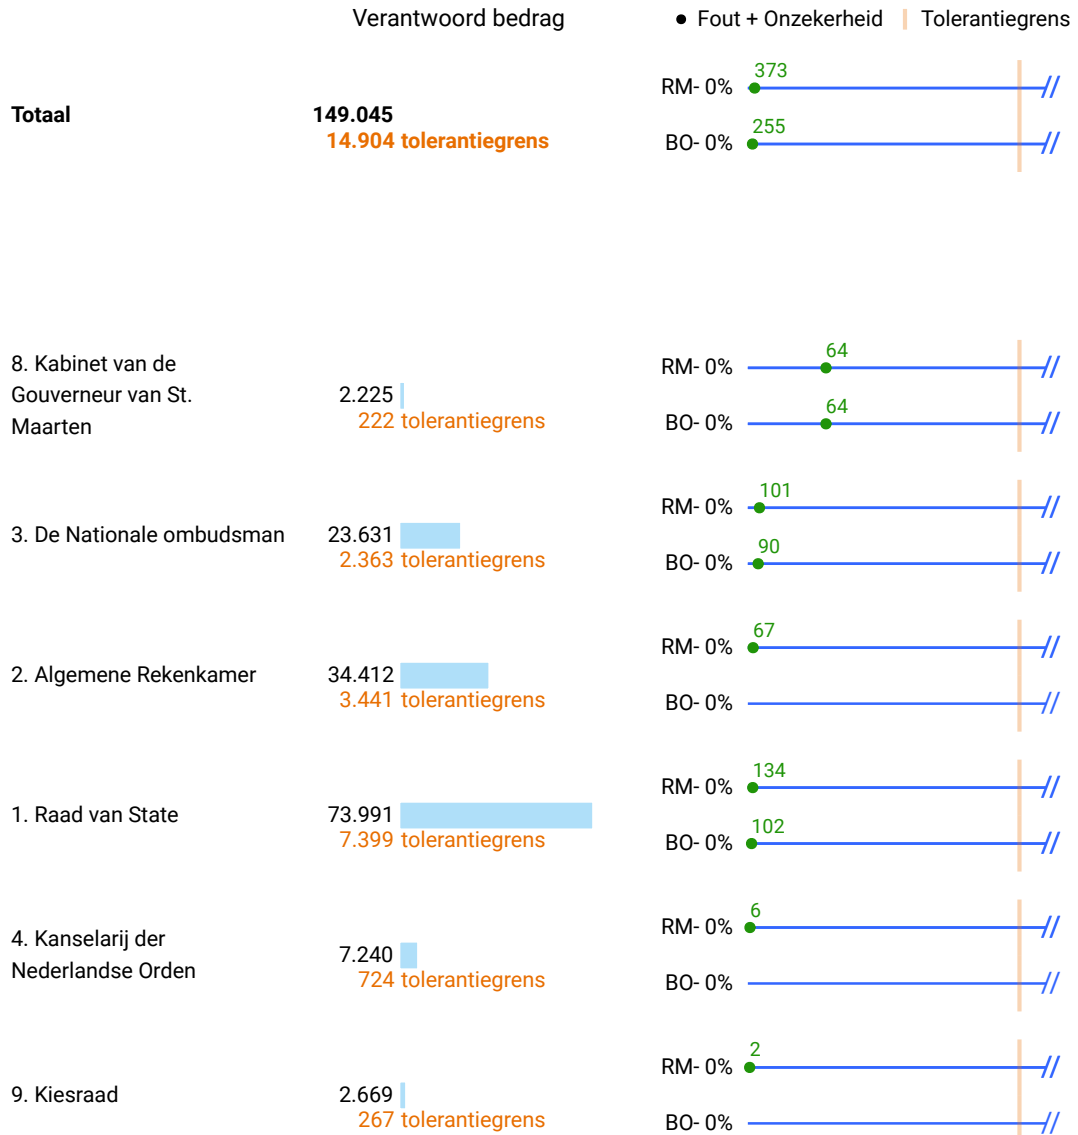 Verantwoord bedrag
Fout + Onzekerheid
Tolerantiegrens
Totaal
149.045
14.904 tolerantiegrens
RM- 0%
373
BO- 0%
255
8. Kabinet van de
Gouverneur van St.
Maarten
2.225
222 tolerantiegrens
RM- 0%
64
BO- 0%
64
3. De Nationale ombudsman
23.631
2.363 tolerantiegrens
RM- 0%
101
BO- 0%
90
2. Algemene Rekenkamer
34.412
3.441 tolerantiegrens
RM- 0%
67
BO- 0%
1. Raad van State
73.991
7.399 tolerantiegrens
RM- 0%
134
BO- 0%
102
4. Kanselarij der
Nederlandse Orden
7.240
724 tolerantiegrens
RM- 0%
6
BO- 0%
9. Kiesraad
2.669
267 tolerantiegrens
RM- 0%
2
BO- 0%